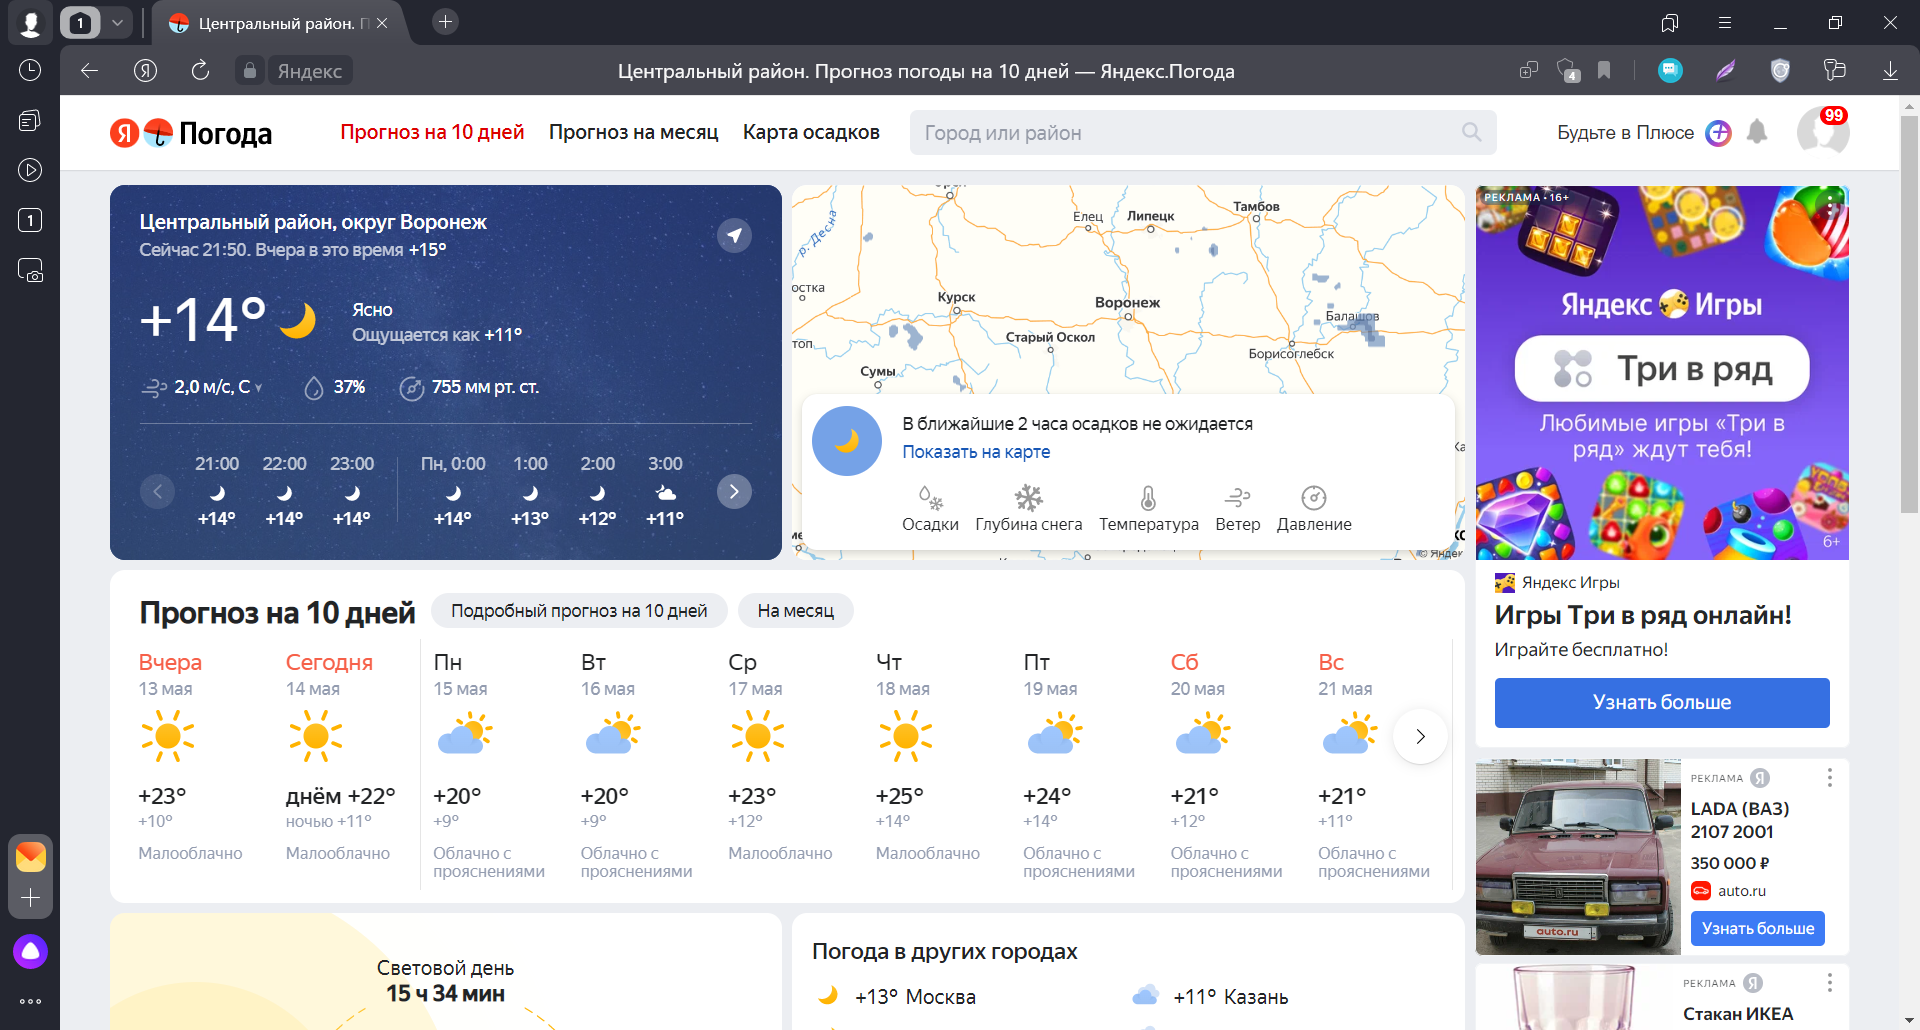 1
Центральный район.
Яндекс
Центральный район. Прогноз погоды на 10 дней — Яндекс.Погода
4
1
Я Погода
Прогноз на 10 дней
Прогноз на месяц
Карта осадков
Город или район
Будьте в Плюсе
99
Центральный район, округ Воронеж
Сейчас 21:50. Вчера в это время +15°
+14°
Ясно
Ощущается как +11°
2,0 м/с, С
37%
755 мм рт. ст.
21:00 22:00 23:00 Пн, 0:00 1:00 2:00 3:00
+14° +14° +14° +14° +13° +12° +11°
р. Десна
Елец
Липецк
Тамбов
остка
Курск
Воронеж
Балашов
Старый Оскол
Борисоглебск
Сумы
В ближайшие 2 часа осадков не ожидается
Показать на карте
Осадки Глубина снега Температура Ветер Давление
Прогноз на 10 дней
Подробный прогноз на 10 дней
На месяц
Вчера Сегодня Пн Вт Ср Чт Пт Сб Вс
13 мая 14 мая 15 мая 16 мая 17 мая 18 мая 19 мая 20 мая 21 мая
+23° днём +22° +20° +20° +23° +25° +24° +21° +21°
+10° ночью +11° +9° +9° +12° +14° +14° +12° +11°
Малооблачно Малооблачно Облачно с прояснениями Облачно с прояснениями Малооблачно Малооблачно Облачно с прояснениями Облачно с прояснениями Облачно с прояснениями
Световой день
15 ч 34 мин
Погода в других городах
+13° Москва
+11° Казань
РЕКЛАМА • 16+
Яндекс Игры
Три в ряд
Любимые игры «Три в
ряд» ждут тебя!
6+
Яндекс Игры
Игры Три в ряд онлайн!
Играйте бесплатно!
Узнать больше
РЕКЛАМА Я
LADA (ВАЗ)
2107 2001
350 000 ₽
auto.ru
Узнать больше
auto.ru
РЕКЛАМА Я
Стакан ИКЕА